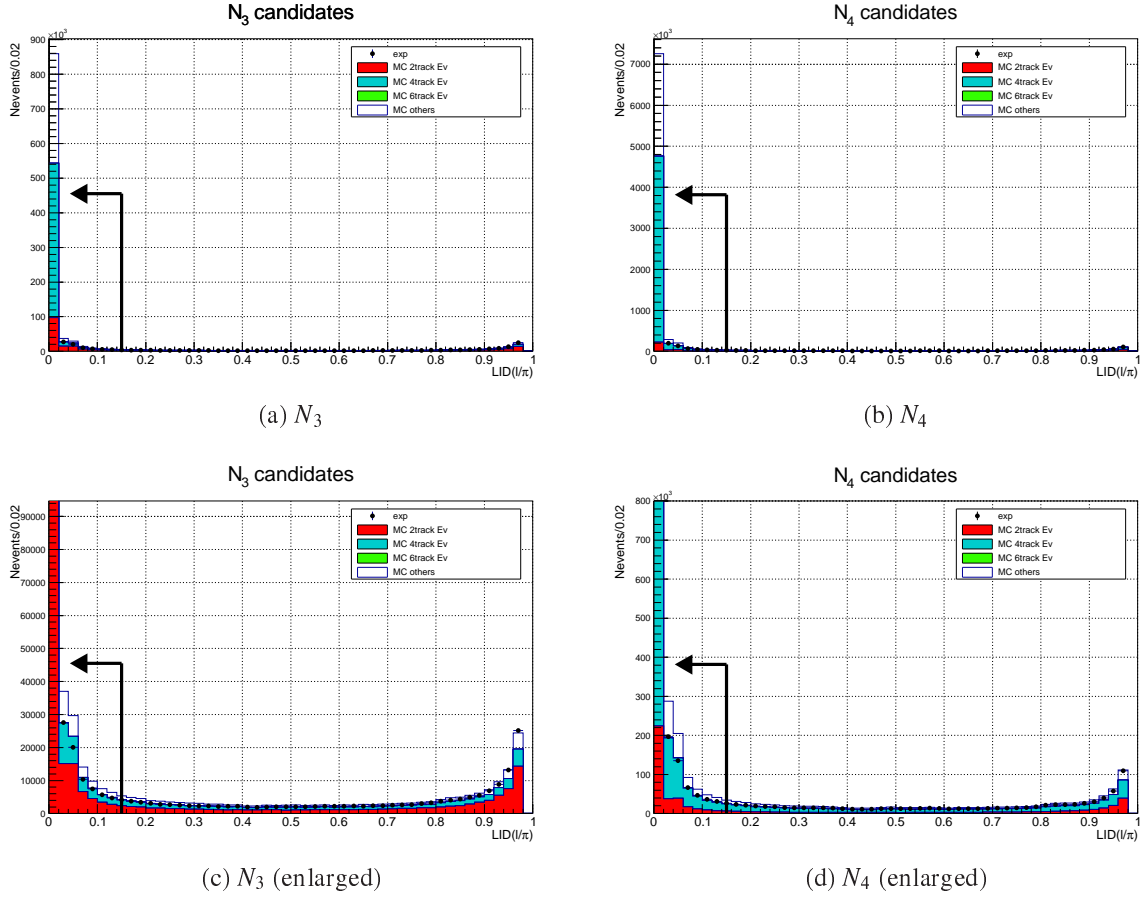 N3 candidates
×10³
Nevents/0.02
900
800
700
600
500
400
300
200
100
0
exp
MC 2track Ev
MC 4track Ev
MC 6track Ev
MC others
0 0.1 0.2 0.3 0.4 0.5 0.6 0.7 0.8 0.9 1
LID(l/π)
(a) N3
N4 candidates
×10³
Nevents/0.02
7000
6000
5000
4000
3000
2000
1000
0
exp
MC 2track Ev
MC 4track Ev
MC 6track Ev
MC others
0 0.1 0.2 0.3 0.4 0.5 0.6 0.7 0.8 0.9 1
LID(l/π)
(b) N4
N3 candidates
Nevents/0.02
90000
80000
70000
60000
50000
40000
30000
20000
10000
0
exp
MC 2track Ev
MC 4track Ev
MC 6track Ev
MC others
0 0.1 0.2 0.3 0.4 0.5 0.6 0.7 0.8 0.9 1
LID(l/π)
(c) N3 (enlarged)
N4 candidates
×10³
Nevents/0.02
800
700
600
500
400
300
200
100
0
exp
MC 2track Ev
MC 4track Ev
MC 6track Ev
MC others
0 0.1 0.2 0.3 0.4 0.5 0.6 0.7 0.8 0.9 1
LID(l/π)
(d) N4 (enlarged)